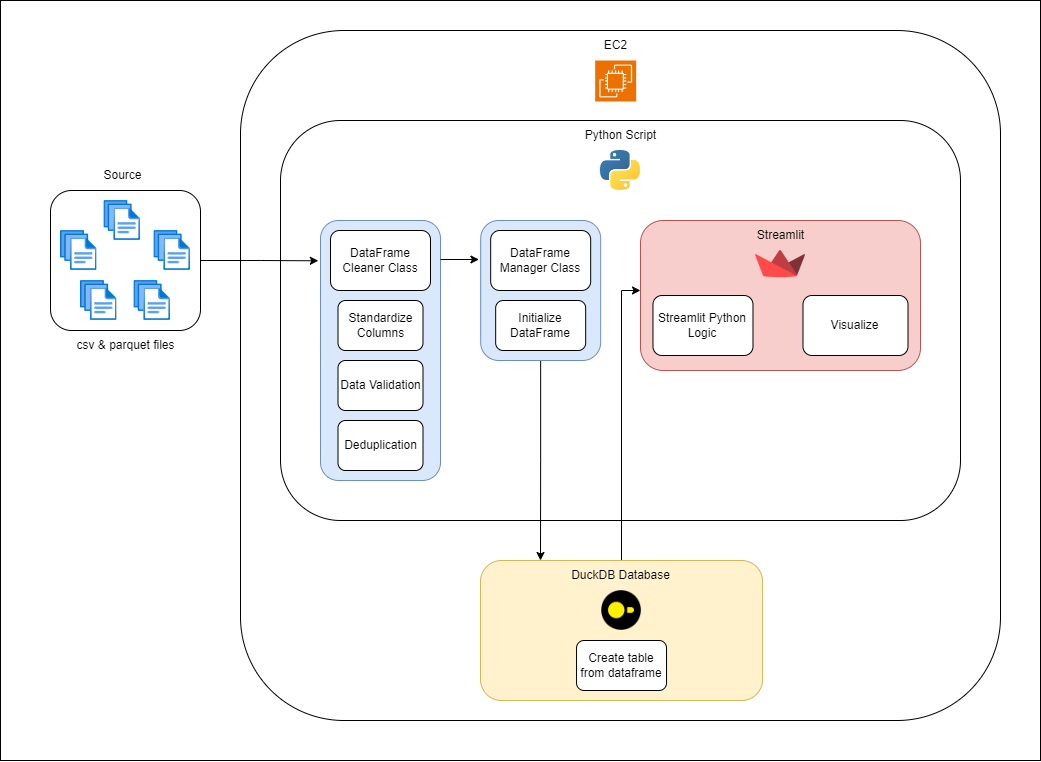 EC2
Python Script
Source
csv & parquet files
DataFrame
Cleaner Class
Standardize
Columns
Data Validation
Deduplication
DataFrame
Manager Class
Initialize
DataFrame
Streamlit
Streamlit Python
Logic
Visualize
DuckDB Database
Create table
from dataframe